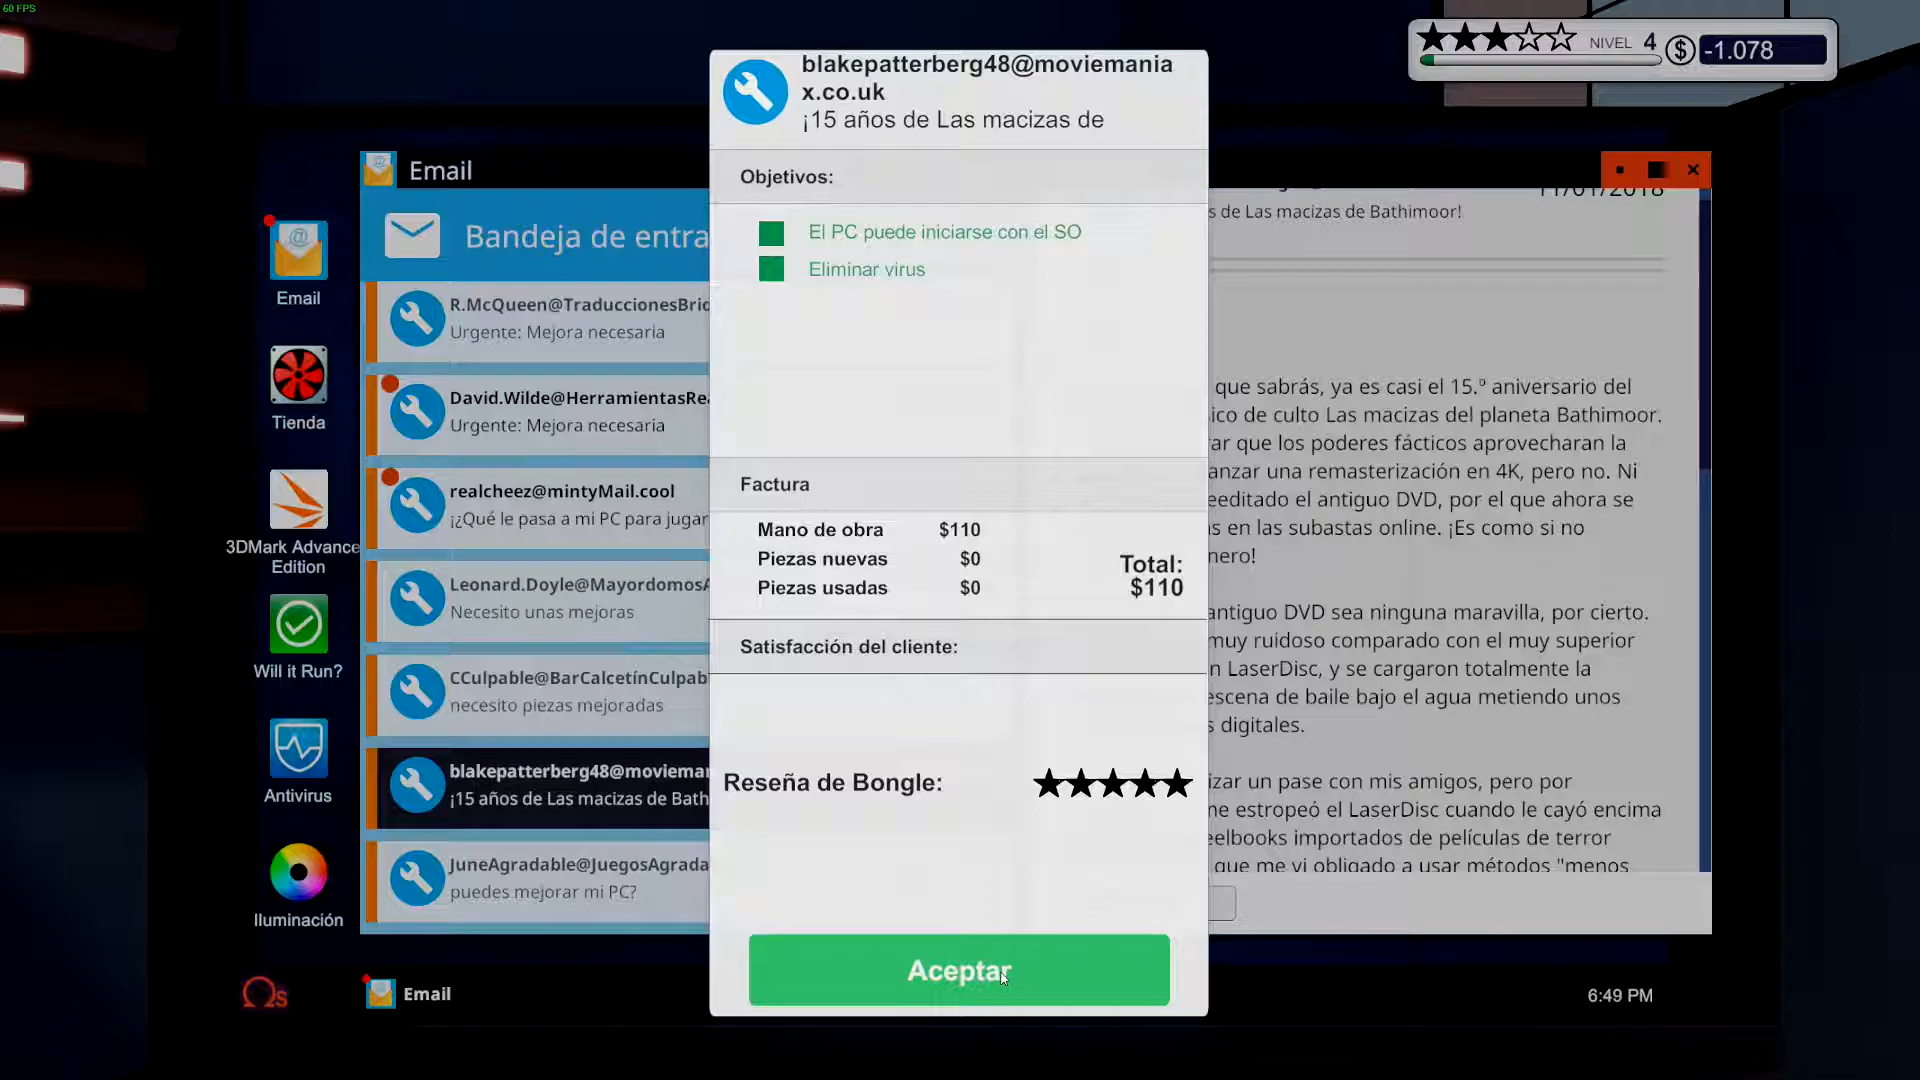 60 FPS
NIVEL 4
$ -1.078
blakepatterberg48@moviemania
x.co.uk
¡15 años de Las macizas de
Objetivos:
El PC puede iniciarse con el SO
Eliminar virus
Factura
Mano de obra $110
Piezas nuevas $0
Piezas usadas $0
Total:
$110
Satisfacción del cliente:
Reseña de Bongle:
Aceptar
Email
Bandeja de entra
R.McQueen@TraduccionesBri
Urgente: Mejora necesaria
David.Wilde@HerramientasRe
Urgente: Mejora necesaria
realcheez@mintyMail.cool
¡¿Qué le pasa a mi PC para jugar
Leonard.Doyle@Mayordomos
Necesito unas mejoras
CCulpable@BarCalcetínCulpab
necesito piezas mejoradas
blakepatterberg48@moviema
¡15 años de Las macizas de Bath
JuneAgradable@JuegosAgrada
puedes mejorar mi PC?
11/01/2018
s de Las macizas de Bathimoor!
que sabrás, ya es casi el 15.º aniversario del
ico de culto Las macizas del planeta Bathimoor.
rar que los poderes fácticos aprovecharan la
anzar una remasterización en 4K, pero no. Ni
eeditado el antiguo DVD, por el que ahora se
s en las subastas online. ¡Es como si no
nero!
antiguo DVD sea ninguna maravilla, por cierto.
muy ruidoso comparado con el muy superior
n LaserDisc, y se cargaron totalmente la
escena de baile bajo el agua metiendo unos
s digitales.
izar un pase con mis amigos, pero por
me estropeó el LaserDisc cuando le cayó encima
eelbooks importados de películas de terror
que me vi obligado a usar métodos "menos
Email
Tienda
3DMark Advance
Edition
Will it Run?
Antivirus
Iluminación
Ωs
Email
6:49 PM